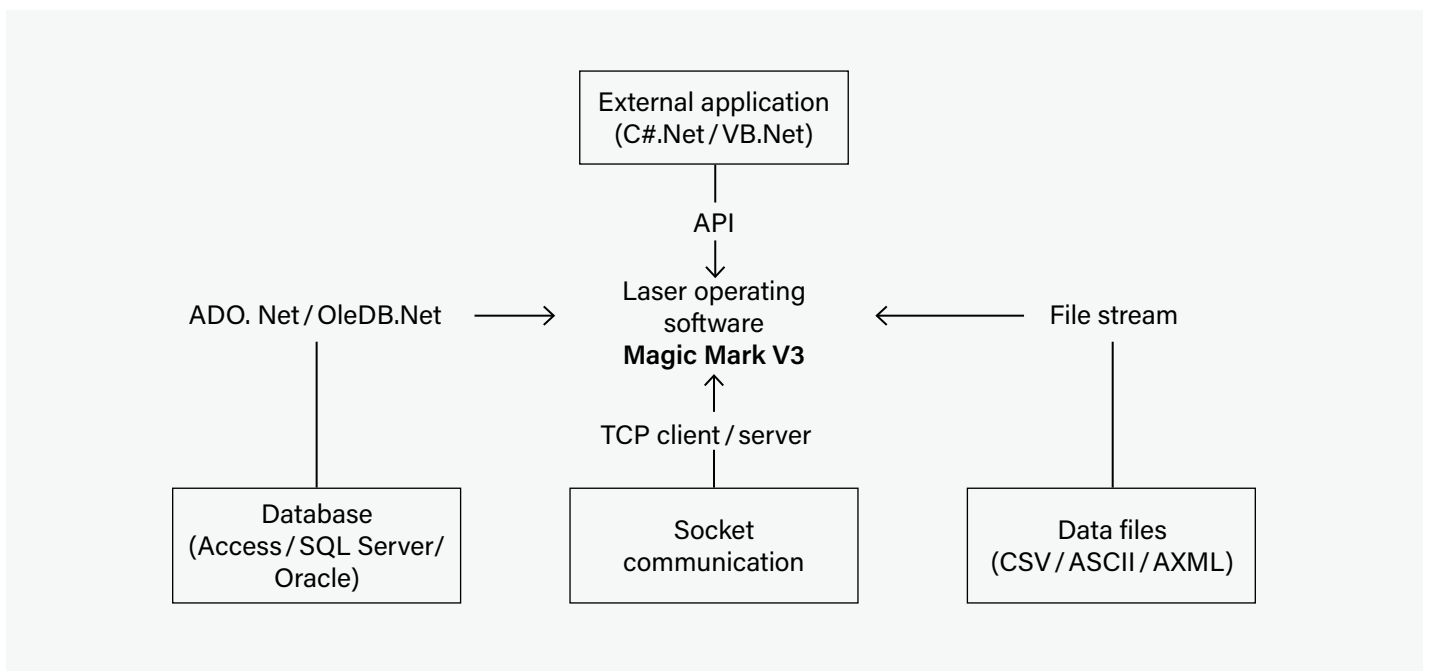 External application
(C#.Net / VB.Net)
API
Laser operating
software
Magic Mark V3
ADO. Net / OleDB.Net
File stream
TCP client / server
Database
(Access / SQL Server/
Oracle)
Socket
communication
Data files
(CSV / ASCII / AXML)